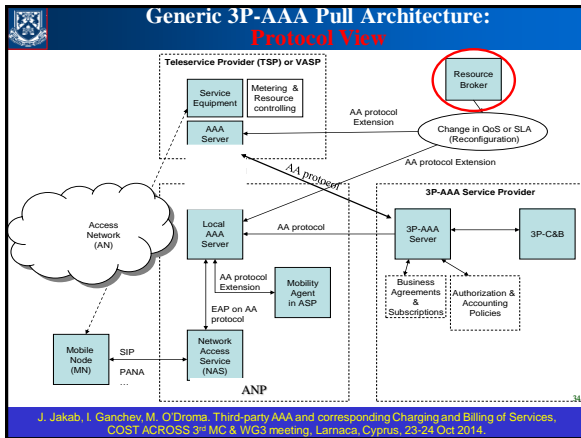 Generic 3P-AAA Pull Architecture:
Protocol View
Teleservice Provider (TSP) or VASP
Service
Equipment
Metering &
Resource
controlling
AAA
Server
Resource
Broker
AA protocol
Extension
Change in QoS or SLA
(Reconfiguration)
AA protocol
AA protocol Extension
3P-AAA Service Provider
Access
Network
(AN)
Local
AAA
Server
AA protocol
3P-AAA
Server
3P-C&B
AA protocol
Extension
Mobility
Agent
in ASP
Business
Agreements
&
Subscriptions
Authorization &
Accounting
Policies
EAP on AA
protocol
Mobile
Node
(MN)
SIP
PANA
...
Network
Access
Service
(NAS)
ANP
34
J. Jakab, I. Ganchev, M. O'Droma. Third-party AAA and corresponding Charging and Billing of Services,
COST ACROSS 3rd MC & WG3 meeting, Larnaca, Cyprus, 23-24 Oct 2014.